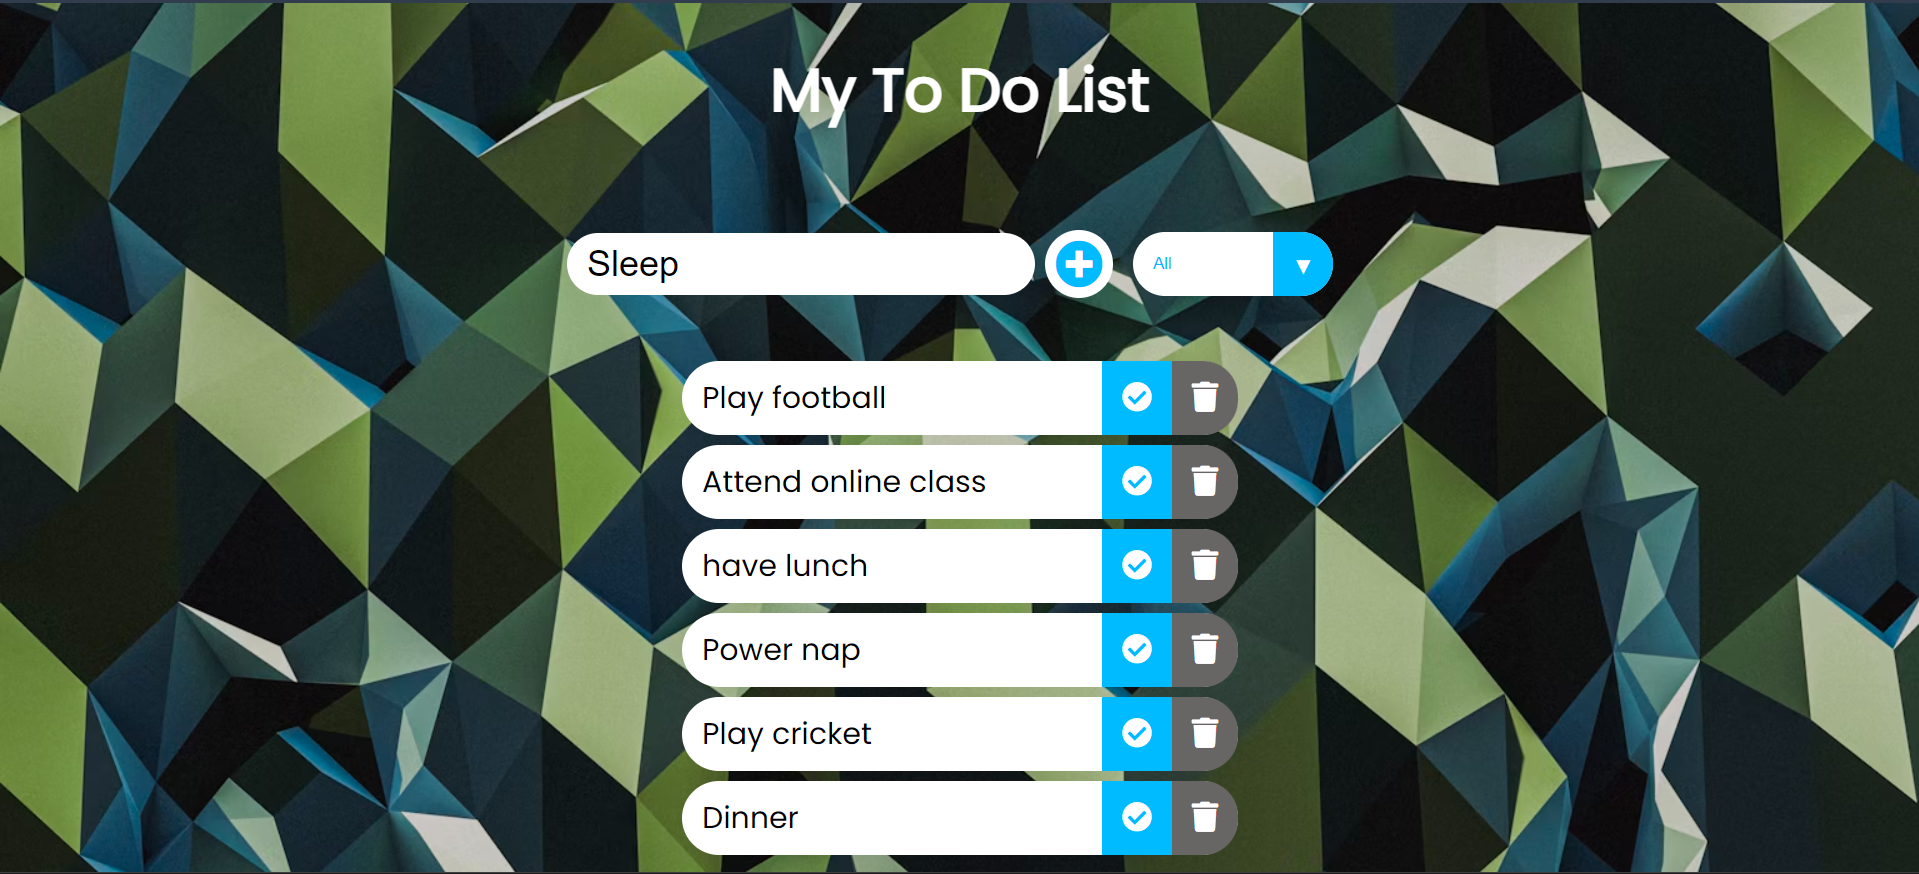 My To Do List
Sleep
All
Play football
Attend online class
have lunch
Power nap
Play cricket
Dinner